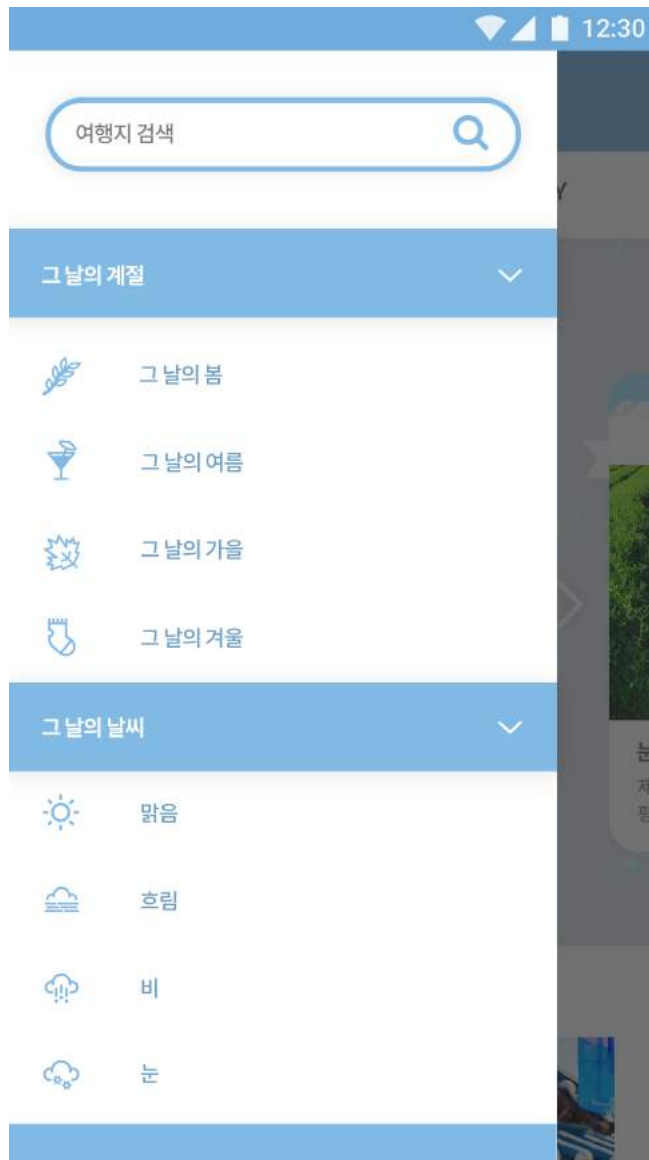 12:30
여행지 검색
Y
그 날의 계절
그 날의 봄
그 날의 여름
그 날의 가을
그 날의 겨울
그 날의 날씨
맑음
흐림
비
눈